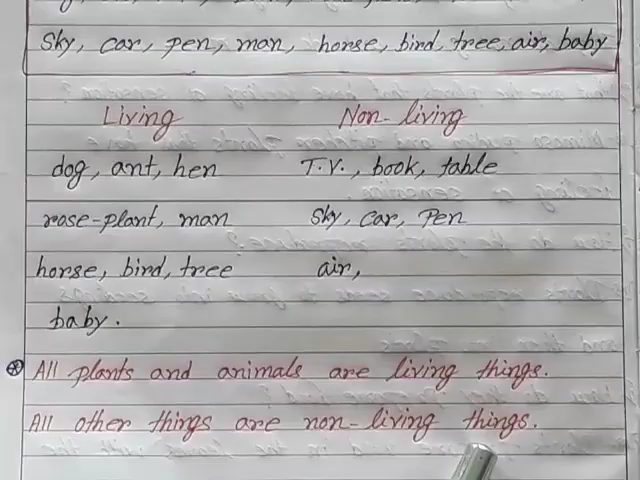 Sky, car, pen, man, horse, bird, tree, air, baby
Living Non-living
dog, ant, hen T.V., book, table
rose-plant, man Sky, Car, Pen
horse, bird, tree air,
baby.
All plants and animals are living things.
All other things are non-living things.